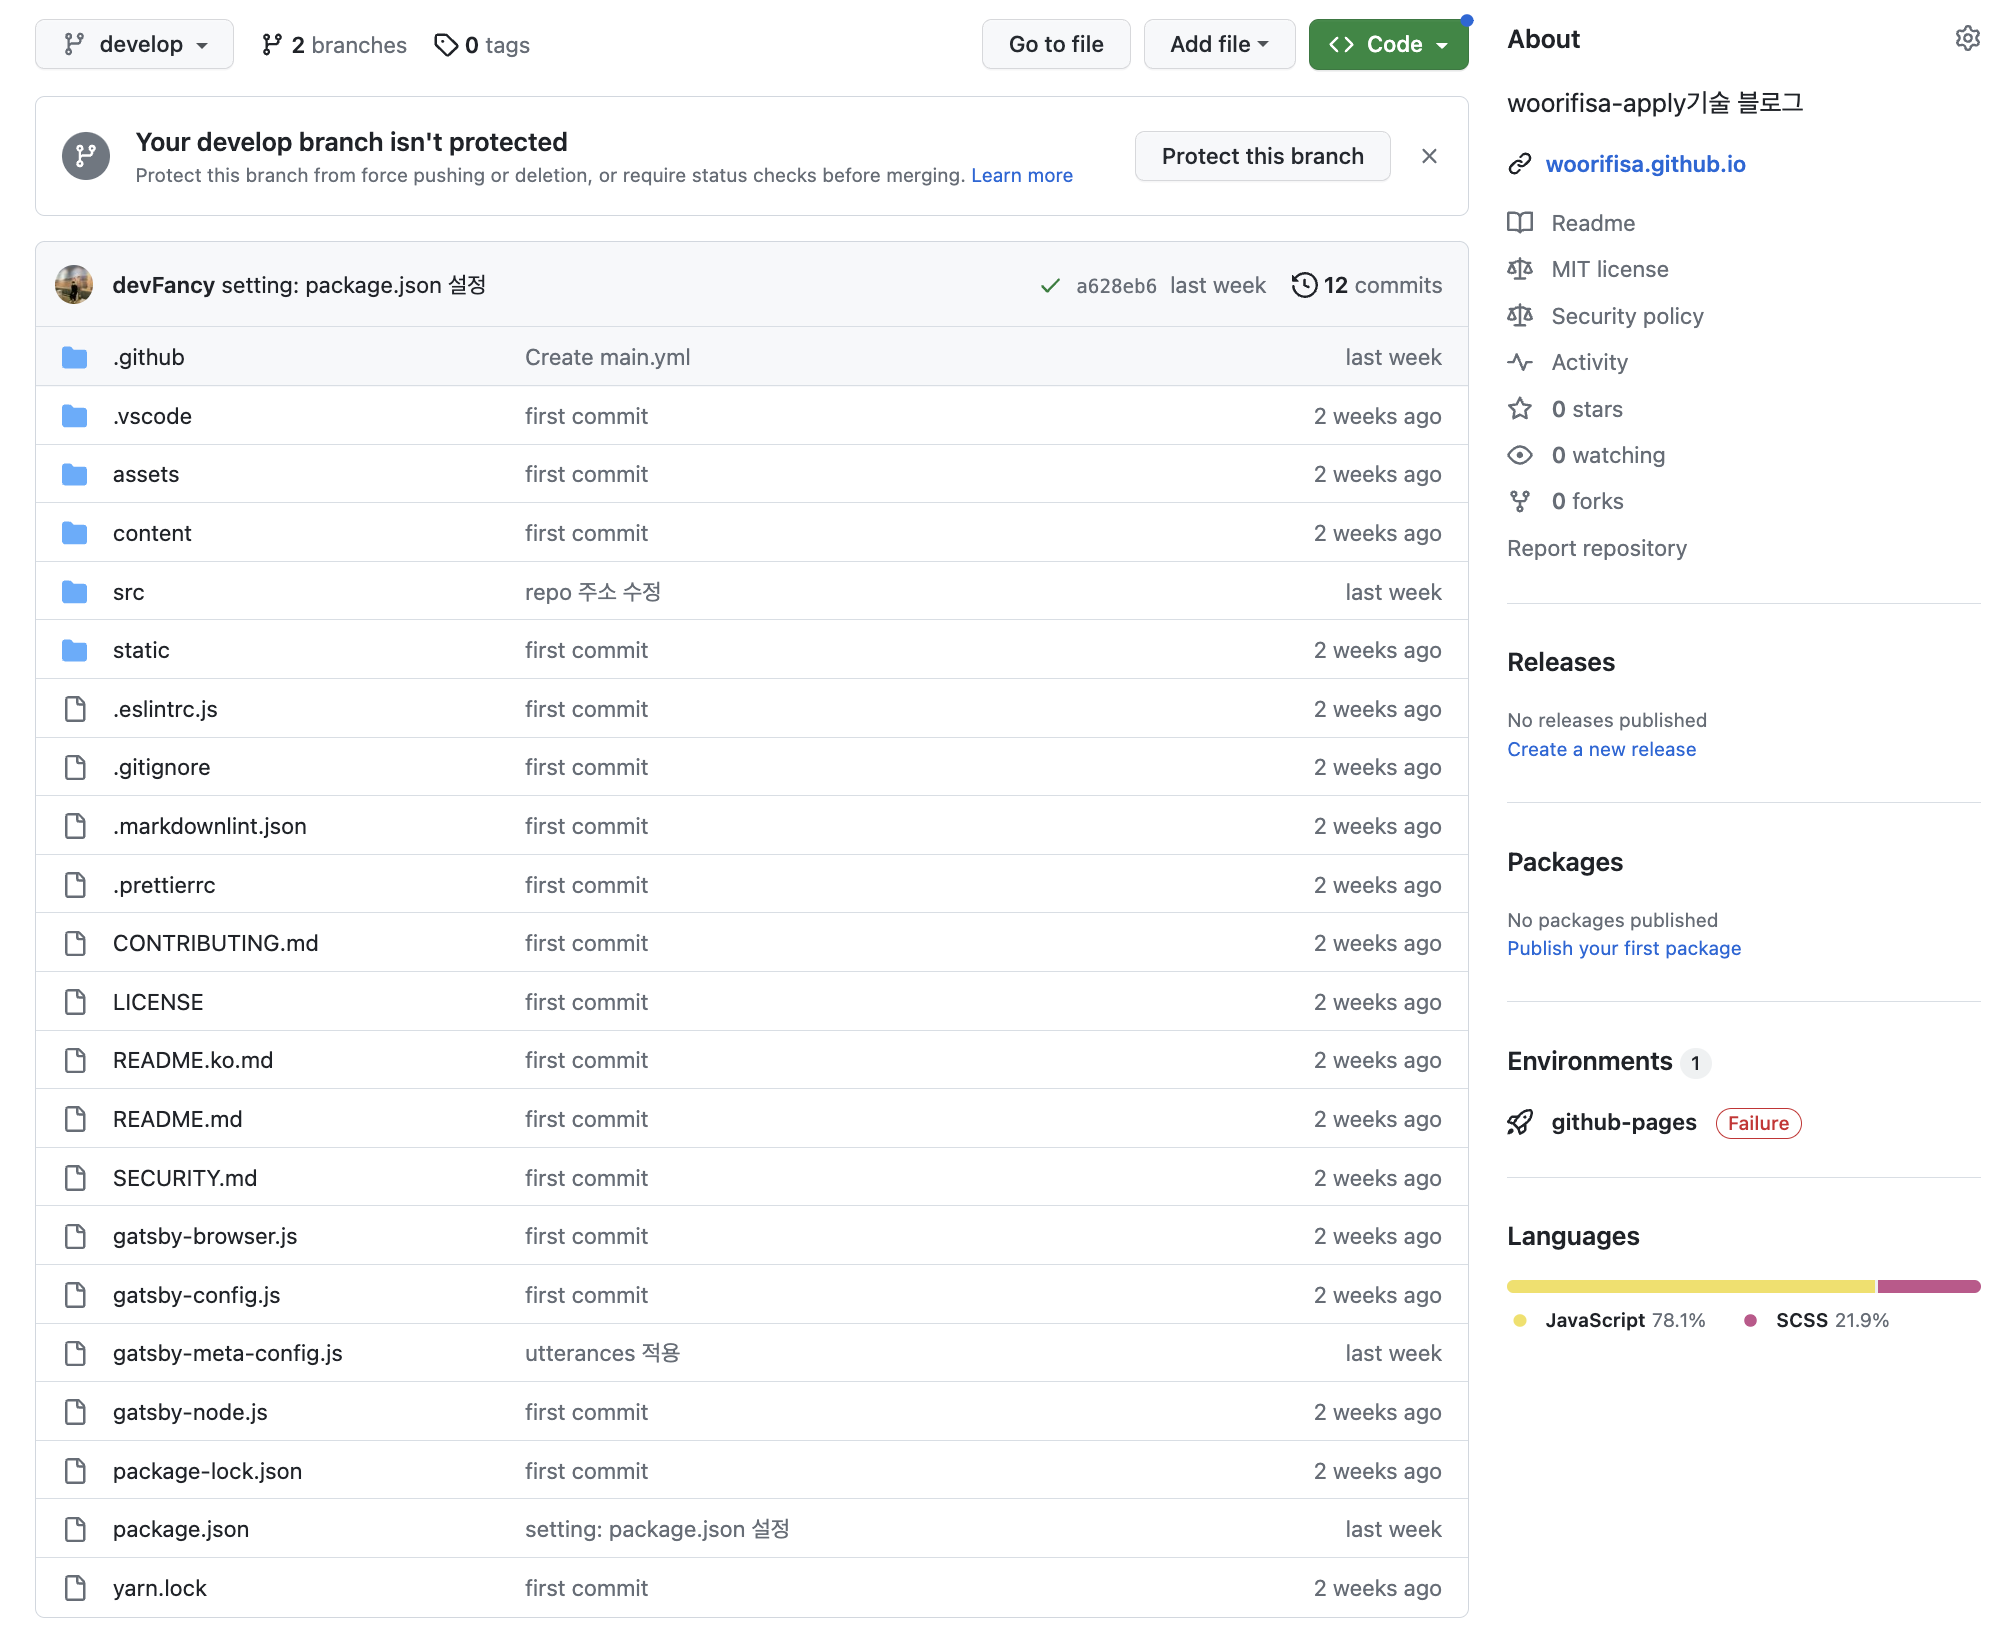 develop 2 branches 0 tags Go to file Add file Code
Your develop branch isn't protected
Protect this branch from force pushing or deletion, or require status checks before merging. Learn more
Protect this branch
devFancy setting: package.json 설정 a628eb6 last week 12 commits
.github Create main.yml last week
.vscode first commit 2 weeks ago
assets first commit 2 weeks ago
content first commit 2 weeks ago
src repo 주소 수정 last week
static first commit 2 weeks ago
.eslintrc.js first commit 2 weeks ago
.gitignore first commit 2 weeks ago
.markdownlint.json first commit 2 weeks ago
.prettierrc first commit 2 weeks ago
CONTRIBUTING.md first commit 2 weeks ago
LICENSE first commit 2 weeks ago
README.ko.md first commit 2 weeks ago
README.md first commit 2 weeks ago
SECURITY.md first commit 2 weeks ago
gatsby-browser.js first commit 2 weeks ago
gatsby-config.js first commit 2 weeks ago
gatsby-meta-config.js utterances 적용 last week
gatsby-node.js first commit 2 weeks ago
package-lock.json first commit 2 weeks ago
package.json setting: package.json 설정 last week
yarn.lock first commit 2 weeks ago
About
woorifisa-apply기술 블로그
woorifisa.github.io
Readme
MIT license
Security policy
Activity
0 stars
0 watching
0 forks
Report repository
Releases
No releases published
Create a new release
Packages
No packages published
Publish your first package
Environments 1
github-pages Failure
Languages
JavaScript 78.1% SCSS 21.9%